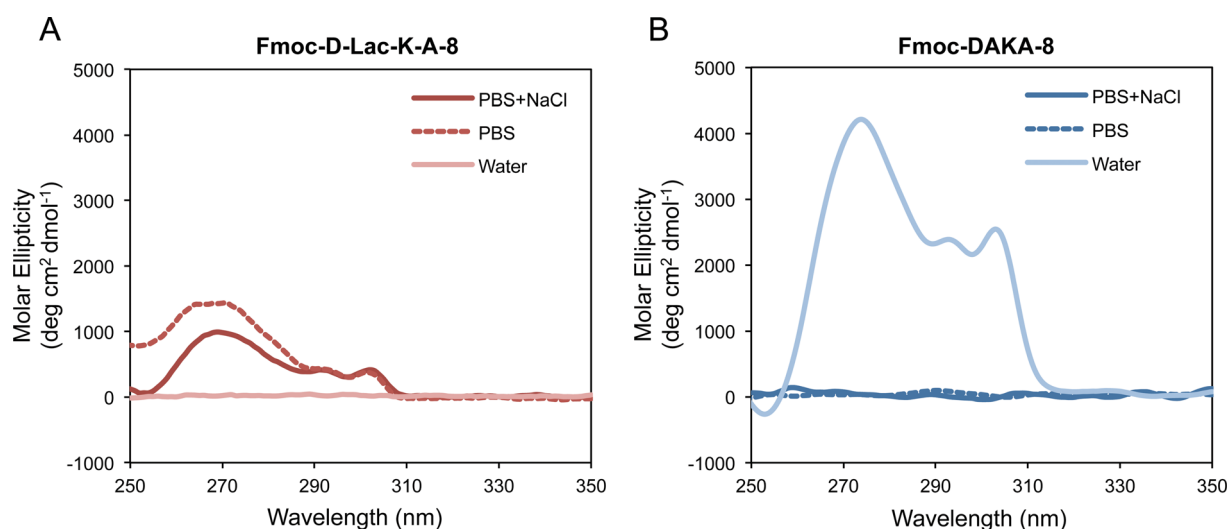 A
Fmoc-D-Lac-K-A-8
5000
4000
3000
2000
1000
0
-1000
Molar Ellipticity
(deg cm² dmol⁻¹)
PBS+NaCl
PBS
Water
250
270
290
310
330
350
Wavelength (nm)
B
Fmoc-DAKA-8
5000
4000
3000
2000
1000
0
-1000
Molar Ellipticity
(deg cm² dmol⁻¹)
PBS+NaCl
PBS
Water
250
270
290
310
330
350
Wavelength (nm)